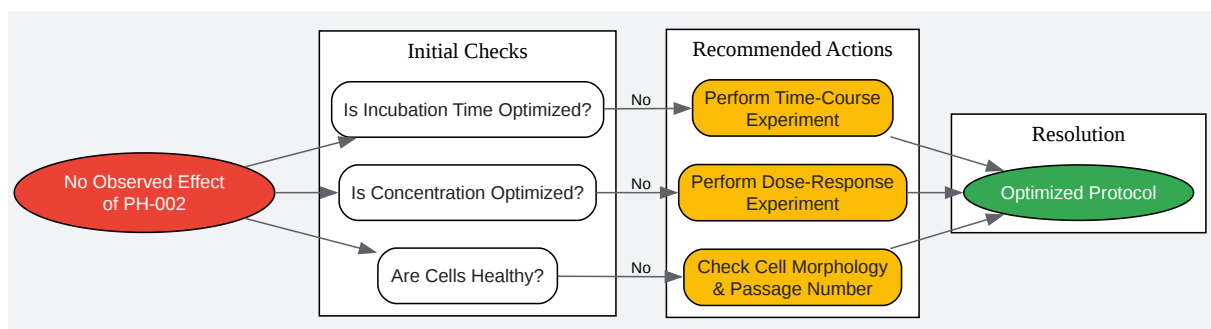 Initial Checks
Recommended Actions
Is Incubation Time Optimized?
No
Perform Time-Course
Experiment
Resolution
No Observed Effect
of PH-002
Is Concentration Optimized?
No
Perform Dose-Response
Experiment
Optimized Protocol
Are Cells Healthy?
No
Check Cell Morphology
& Passage Number